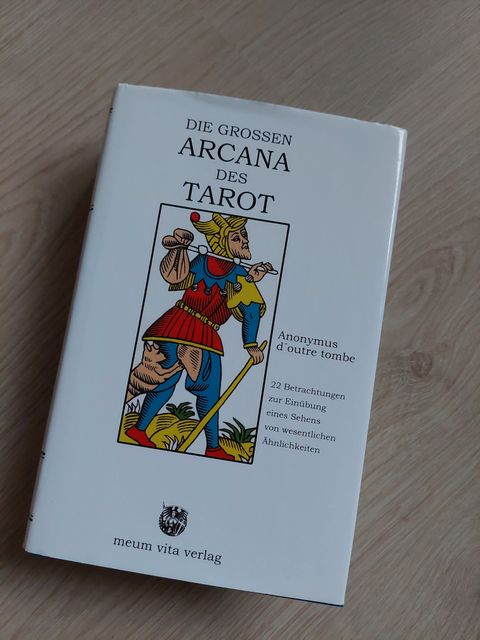 DIE GROSSEN
ARCANA
DES
TAROT
Anonymus
d´outre tombe
22 Betrachtungen
zur Einübung
eines Sehens
von wesentlichen
Ähnlichkeiten
meum vita verlag